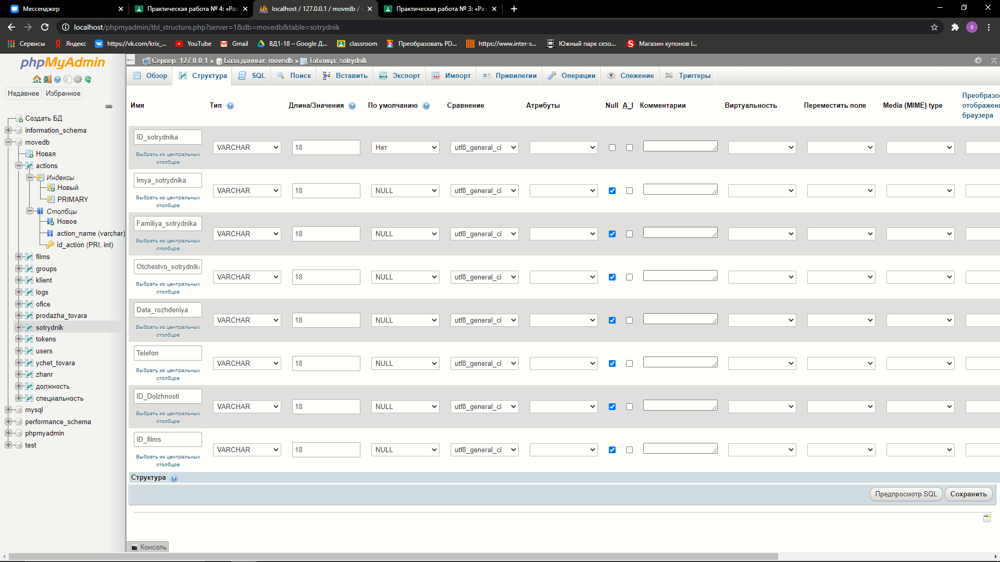 Мессенджер
Практическая работа № 4: «Раз
localhost / 127.0.0.1 / movedb / s
Практическая работа № 3: «Раз
localhost/phpmyadmin/tbl_structure.php?server=1&db=movedb&table=sotrydnik
S
Сервисы
Яндекс
https://vk.com/krix_...
YouTube
Gmail
ВД1-18 – Google Д...
classroom
Преобразовать PD...
https://www.inter-s...
Южный парк сезо...
Магазин купонов l...
phpMyAdmin
Недавнее
Избранное
Создать БД
information_schema
movedb
Новая
actions
Индексы
Новый
PRIMARY
Столбцы
Новое
action_name (varchar)
id_action (PRI, int)
films
groups
klient
logs
ofice
prodazha_tovara
sotrydnik
tokens
users
ychet_tovara
zhanr
должность
специальность
mysql
performance_schema
phpmyadmin
test
Сервер: 127.0.0.1 » База данных: movedb » Таблица: sotrydnik
Обзор
Структура
SQL
Поиск
Вставить
Экспорт
Импорт
Привилегии
Операции
Слежение
Триггеры
Имя Тип Длина/Значения По умолчанию Сравнение Атрибуты Null A_I Комментарии Виртуальность Переместить поле Media (MIME) type
Преобразо
отображени
браузера
ID_sotrydnika
Выбрать из центральных
столбцов
VARCHAR 18 Нет utf8_general_ci
Imya_sotrydnika
Выбрать из центральных
столбцов
VARCHAR 18 NULL utf8_general_ci
Familiya_sotrydnika
Выбрать из центральных
столбцов
VARCHAR 18 NULL utf8_general_ci
Otchestvo_sotrydnika
Выбрать из центральных
столбцов
VARCHAR 18 NULL utf8_general_ci
Data_rozhdeniya
Выбрать из центральных
столбцов
VARCHAR 18 NULL utf8_general_ci
Telefon
Выбрать из центральных
столбцов
VARCHAR 18 NULL utf8_general_ci
ID_Dolzhnosti
Выбрать из центральных
столбцов
VARCHAR 18 NULL utf8_general_ci
ID_films
Выбрать из центральных
столбцов
VARCHAR 18 NULL utf8_general_ci
Структура
Предпросмотр SQL
Сохранить
Консоль